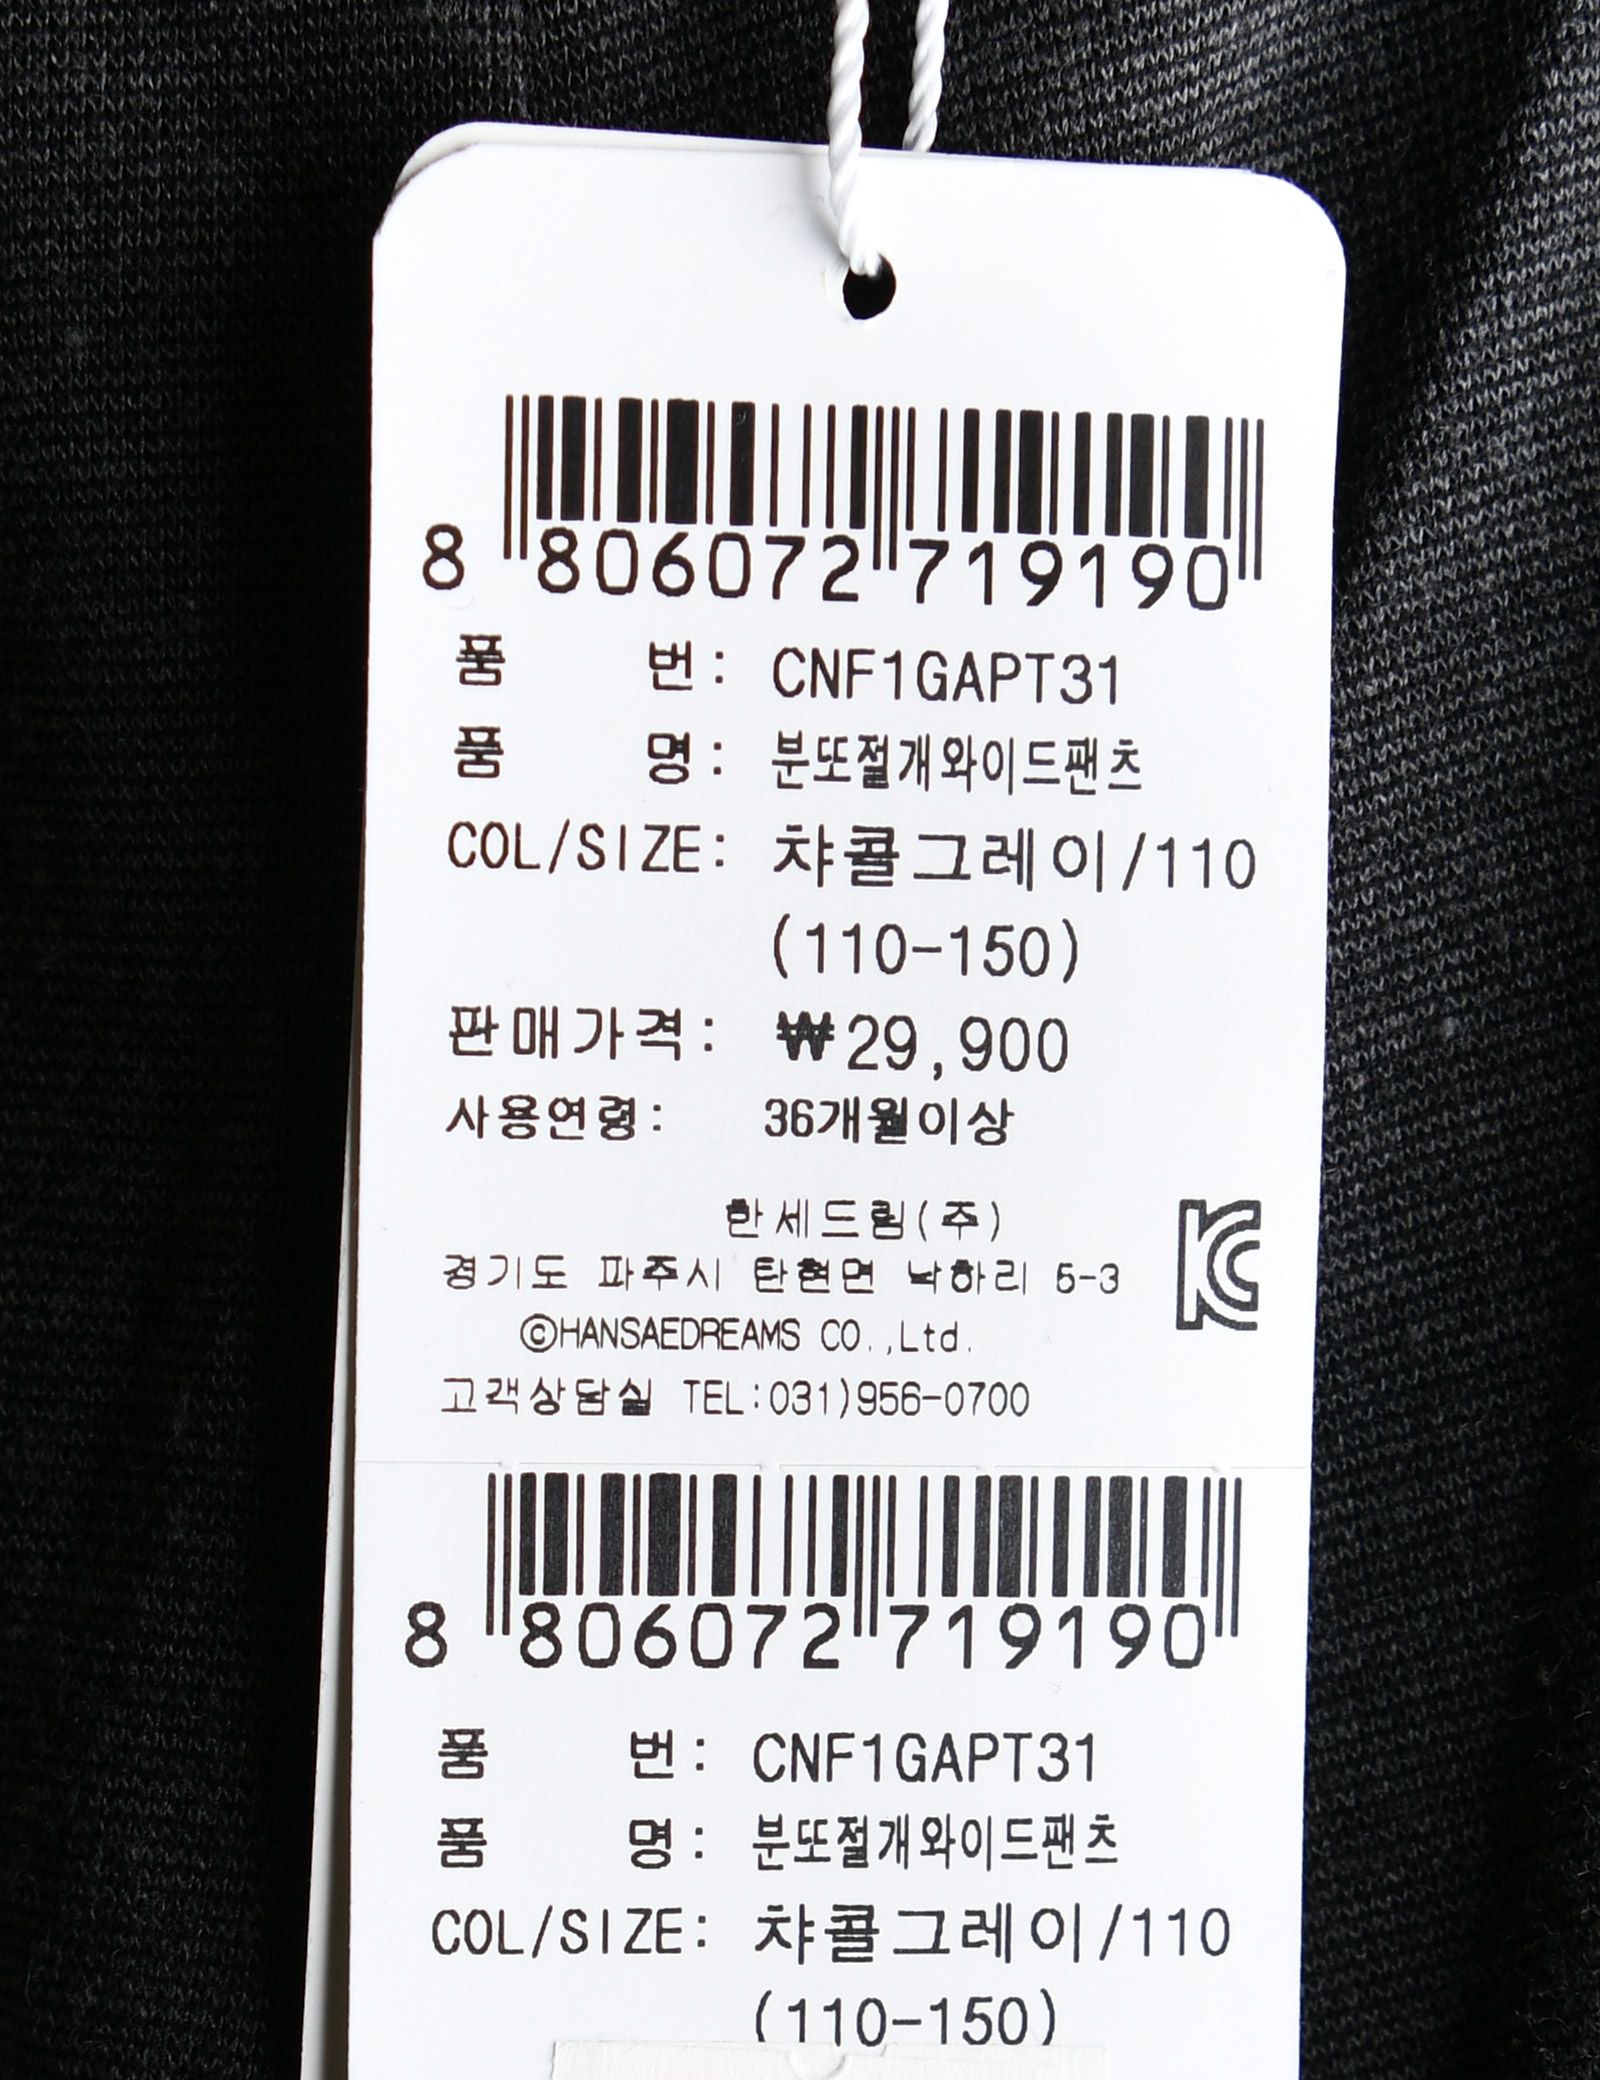 8 806072 719190
품 번: CNF1GAPT31
품 명: 분또절개와이드팬츠
COL/SIZE: 챠콜그레이/110
(110-150)
판매가격: ₩29,900
사용연령: 36개월이상
한세드림(주)
경기도 파주시 탄현면 낙하리 5-3
©HANSAEDREAMS CO.,Ltd.
고객상담실 TEL:031)956-0700
KC
8 806072 719190
품 번: CNF1GAPT31
품 명: 분또절개와이드팬츠
COL/SIZE: 챠콜그레이/110
(110-150)